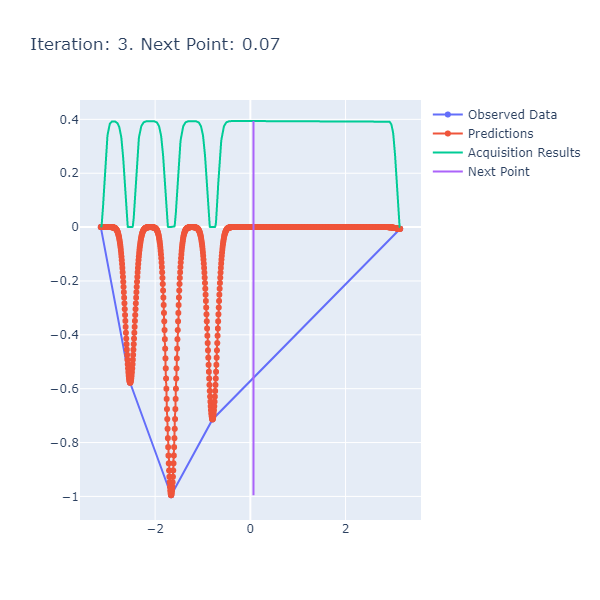 Iteration: 3. Next Point: 0.07
Observed Data
Predictions
Acquisition Results
Next Point
0.4
0.2
0
−0.2
−0.4
−0.6
−0.8
−1
−2
0
2